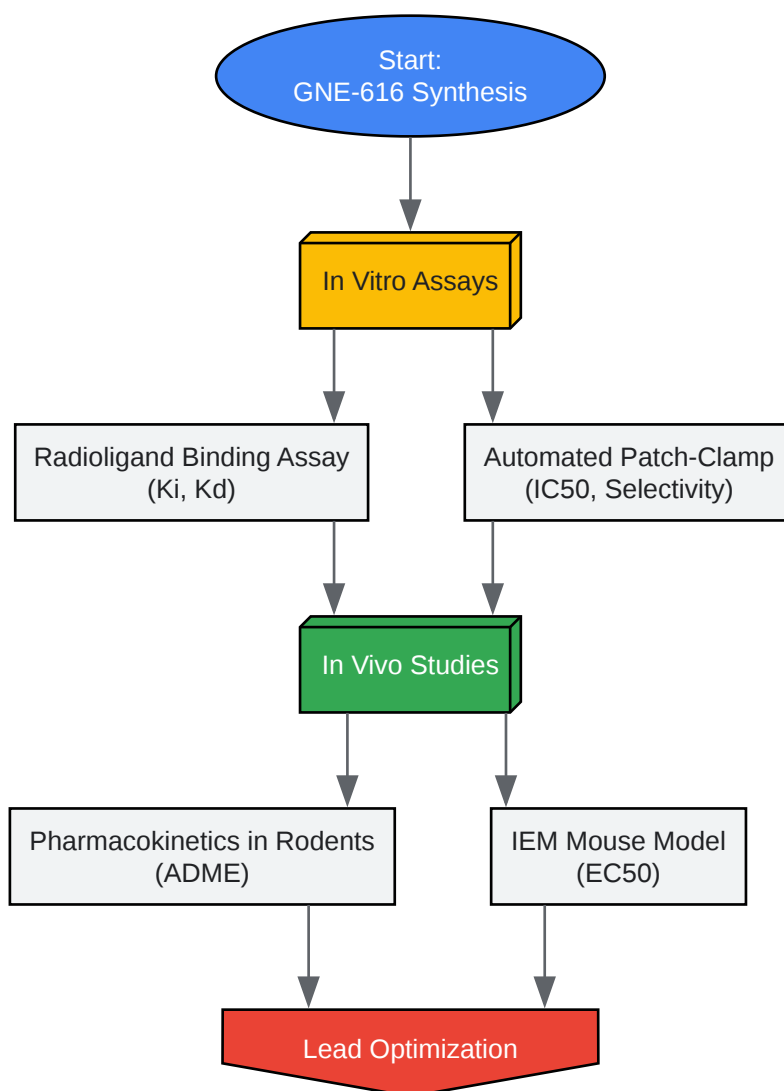 Start:
GNE-616 Synthesis
In Vitro Assays
Radioligand Binding Assay
(Ki, Kd)
Automated Patch-Clamp
(IC50, Selectivity)
In Vivo Studies
Pharmacokinetics in Rodents
(ADME)
IEM Mouse Model
(EC50)
Lead Optimization